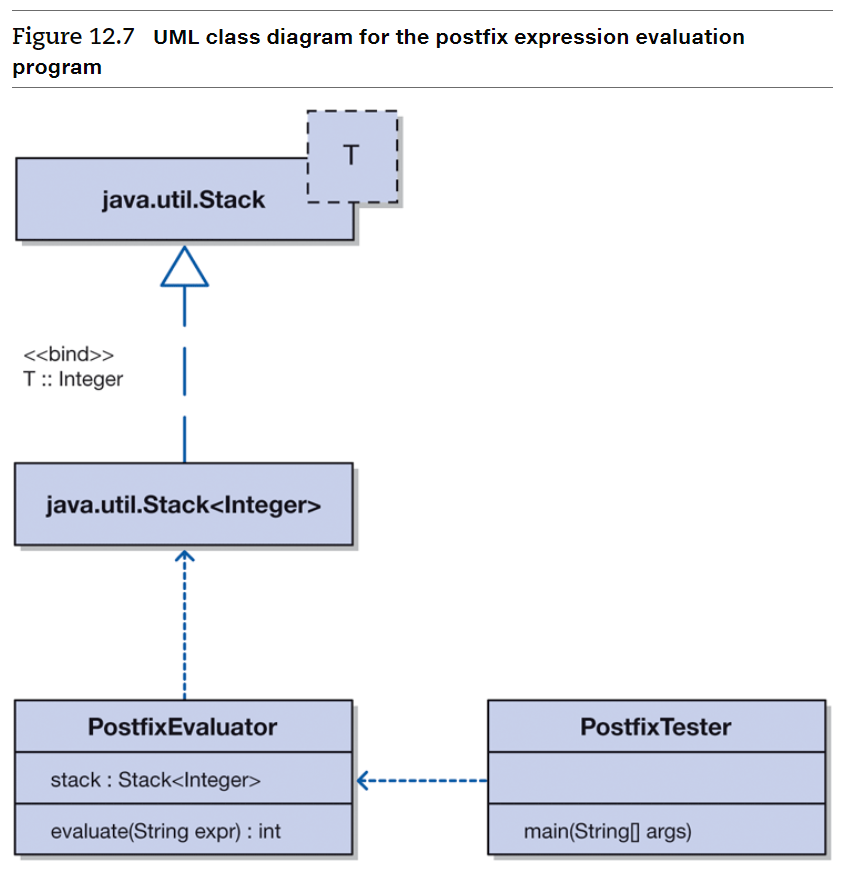 Figure 12.7 UML class diagram for the postfix expression evaluation
program
T
java.util.Stack
<<bind>>
T :: Integer
java.util.Stack<Integer>
PostfixEvaluator
stack : Stack<Integer>
evaluate(String expr) : int
PostfixTester
main(String[] args)